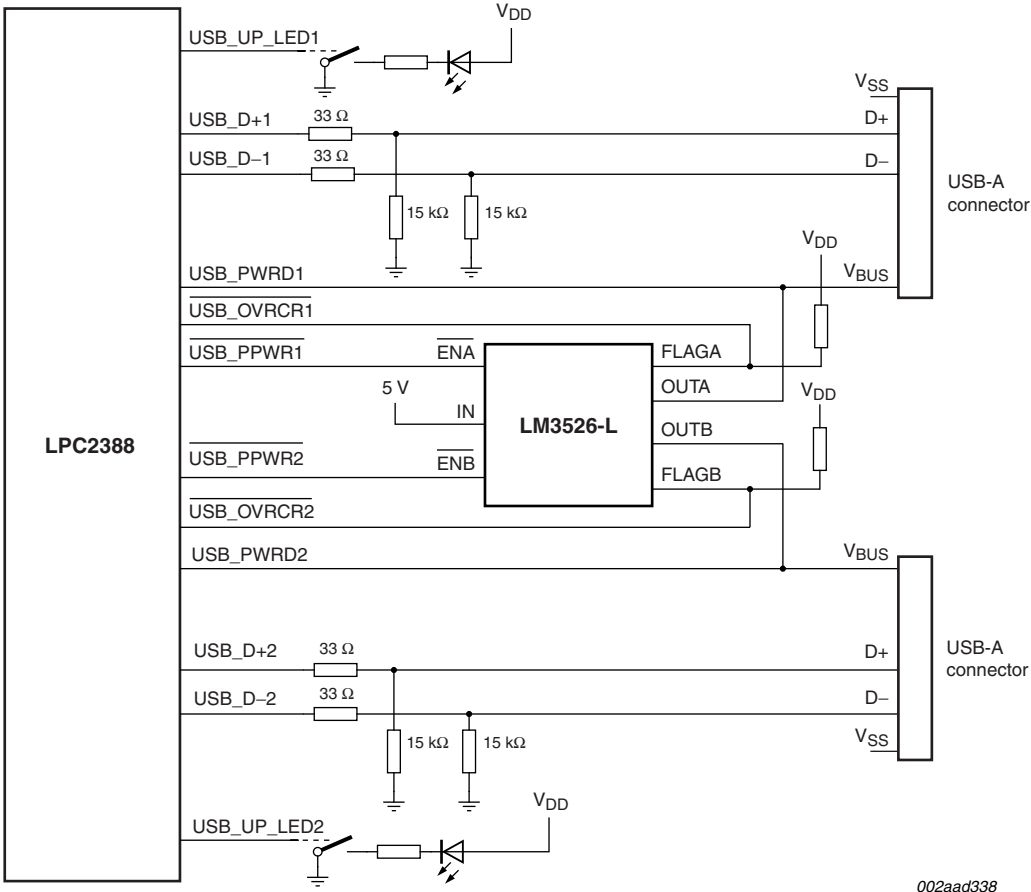 VDD
USB_UP_LED1
VSS
USB_D+1
33 Ω
D+
USB_D−1
33 Ω
D−
USB-A
connector
15 kΩ
15 kΩ
VDD
USB_PWRD1
VBUS
USB_OVRCR1
USB_PPWR1
ENA
FLAGA
5 V
OUTA
VDD
IN
LM3526-L
LPC2388
OUTB
USB_PPWR2
ENB
FLAGB
USB_OVRCR2
USB_PWRD2
VBUS
USB_D+2
33 Ω
D+
USB-A
connector
USB_D−2
33 Ω
D−
15 kΩ
15 kΩ
VSS
VDD
USB_UP_LED2
002aad338